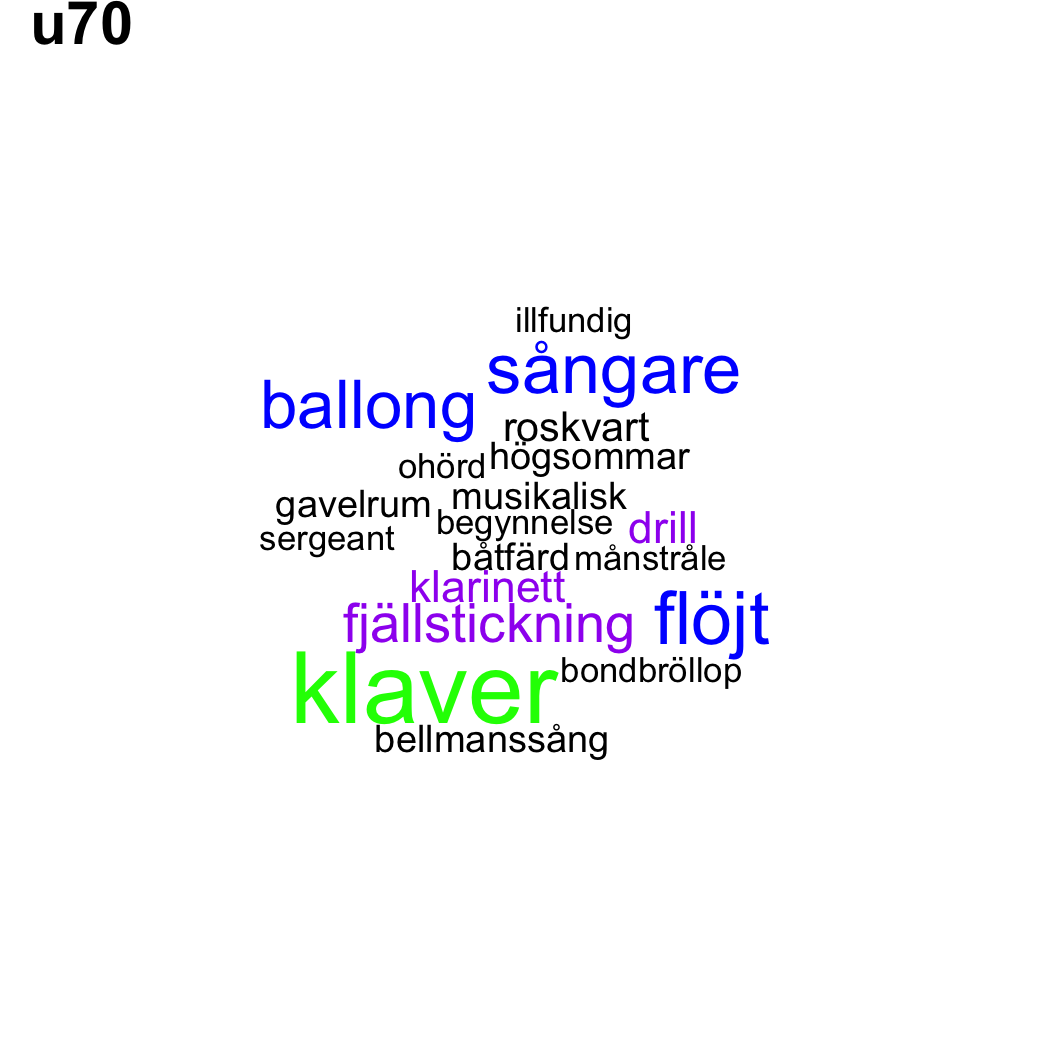 u70
illfundig
sångare
ballong
roskvart
högsommar
ohörd
musikalisk
gavelrum
begynnelse
drill
sergeant
båtfärd
månstråle
klarinett
fjällstickning
flöjt
klaver
bondbröllop
bellmanssång